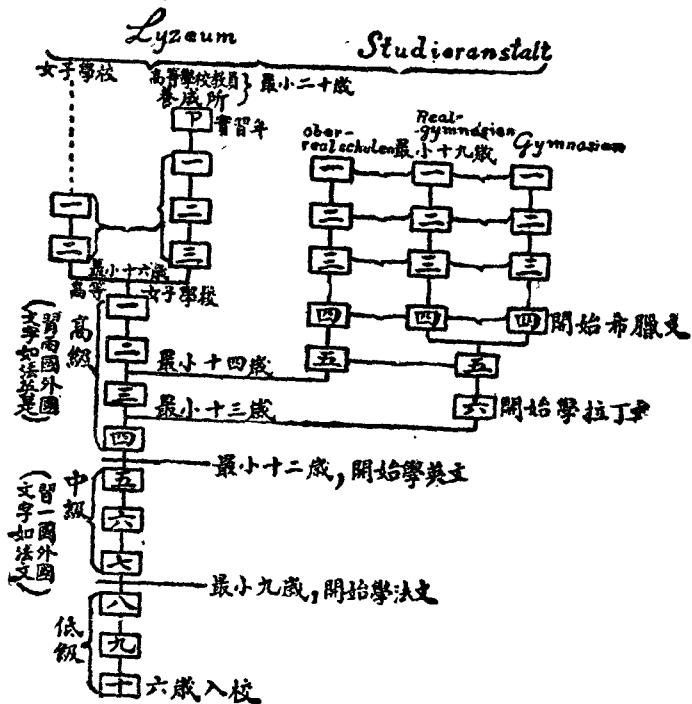 Lyzeum
Studieranstalt
女子學校
高等學校教員
養成所
最小二十歲
實習年
一
二
三
一
二
最小十六歲
高等
女子學校
ober-
realschulen
Real-
gymnasien
最小十九歲
Gymnasien
一
一
一
二
二
二
三
三
三
四
四
四
開始希臘文
五
五
六
開始學拉丁文
高級
(習兩國外國
文字如法英是)
一
二
最小十四歲
三
最小十三歲
四
最小十二歲,開始學英文
中級
(習一國外國
文字如法文)
五
六
七
最小九歲,開始學法文
低級
八
九
十
六歲入校